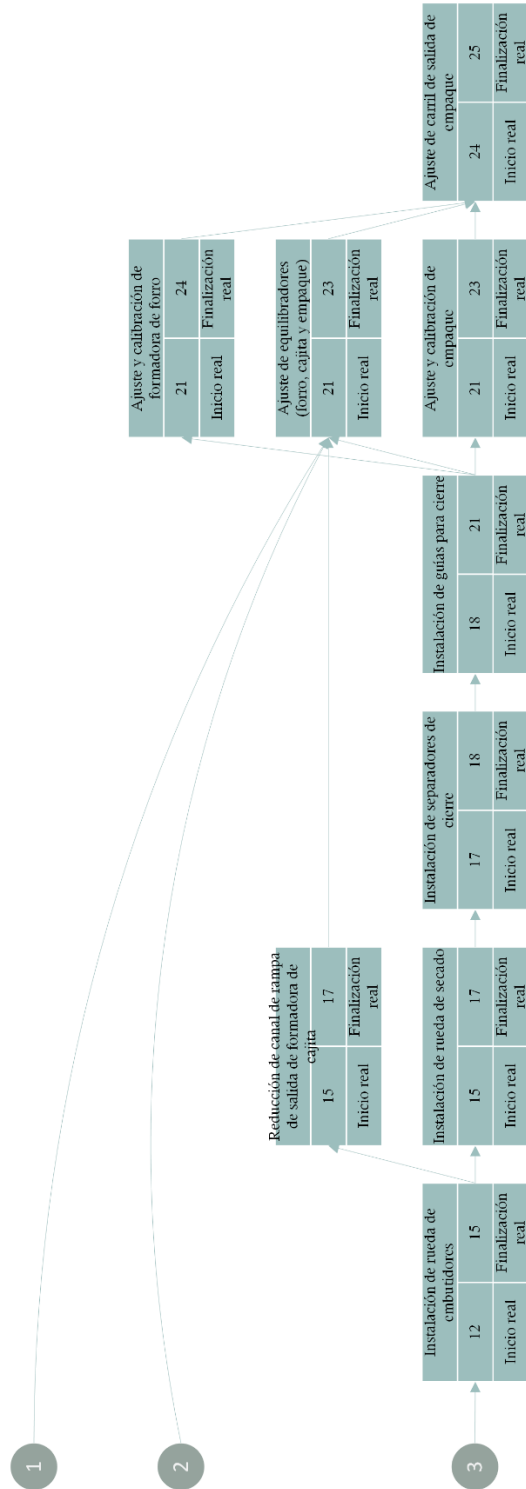 1
2
3
Instalación de rueda de
embutidores
12
15
Inicio real
Finalización
real
Reducción de canal de rampa
de salida de formadora de
cajita
15
17
Inicio real
Finalización
real
Instalación de rueda de secado
15
17
Inicio real
Finalización
real
Instalación de separadores de
cierre
17
18
Inicio real
Finalización
real
Instalación de guías para cierre
18
21
Inicio real
Finalización
real
Ajuste y calibración de
formadora de forro
21
24
Inicio real
Finalización
real
Ajuste de equilibradores
(forro, cajita y empaque)
21
23
Inicio real
Finalización
real
Ajuste y calibración de
empaque
21
23
Inicio real
Finalización
real
Ajuste de carril de salida de
empaque
24
25
Inicio real
Finalización
real